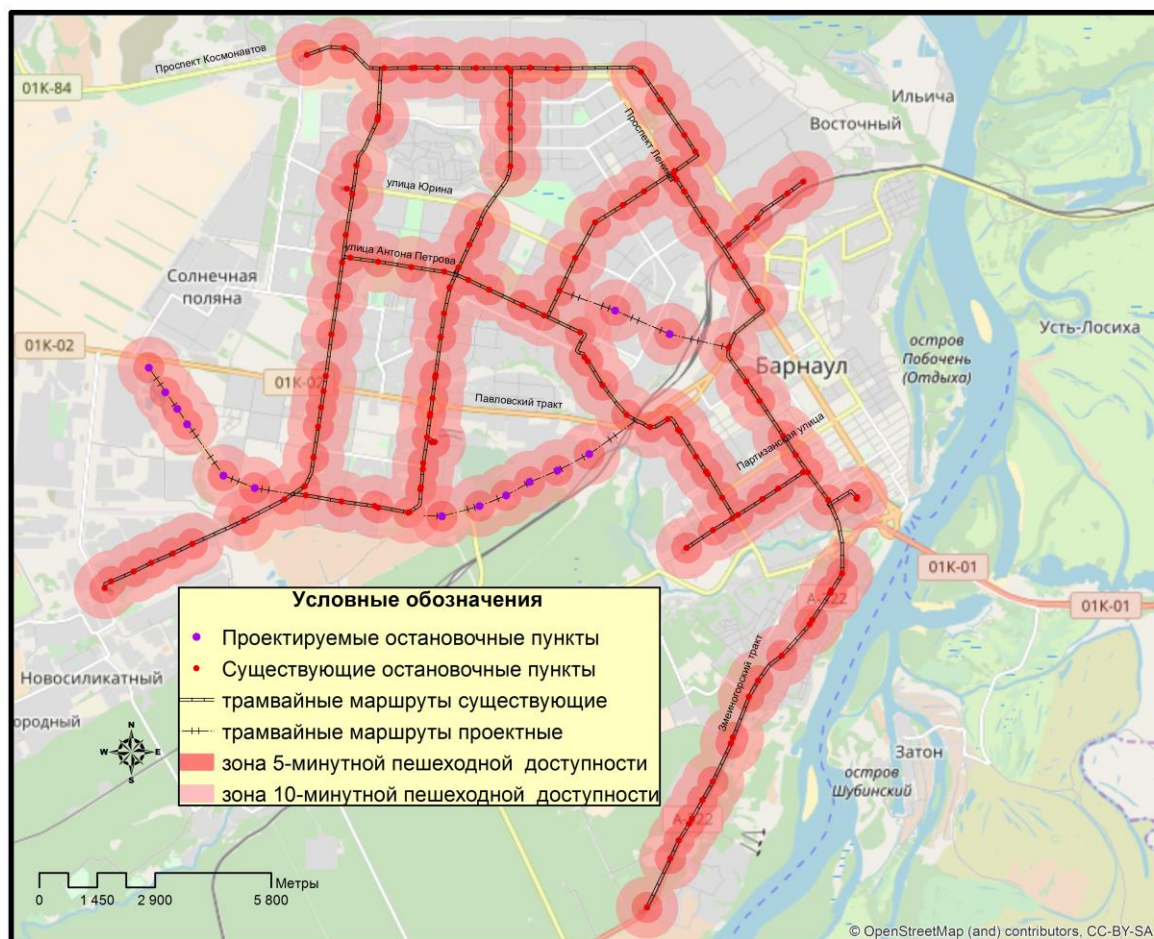 Проспект Космонавтов
01К-84
Ильича
Восточный
Проспект Ленина
улица Юрина
улица Антона Петрова
Солнечная
поляна
01К-02
01К-02
остров
Побочень
(Отдыха)
Усть-Лосиха
Барнаул
Павловский тракт
Партизанская улица
01К-01
01К-01
А-322
Змеиногорский тракт
Условные обозначения
Проектируемые остановочные пункты
Существующие остановочные пункты
трамвайные маршруты существующие
трамвайные маршруты проектные
зона 5-минутной пешеходной доступности
зона 10-минутной пешеходной доступности
Новосиликатный
ородный
N
W E
S
Затон
остров
Шубинский
А-322
Метры
0 1 450 2 900 5 800
© OpenStreetMap (and) contributors, CC-BY-SA